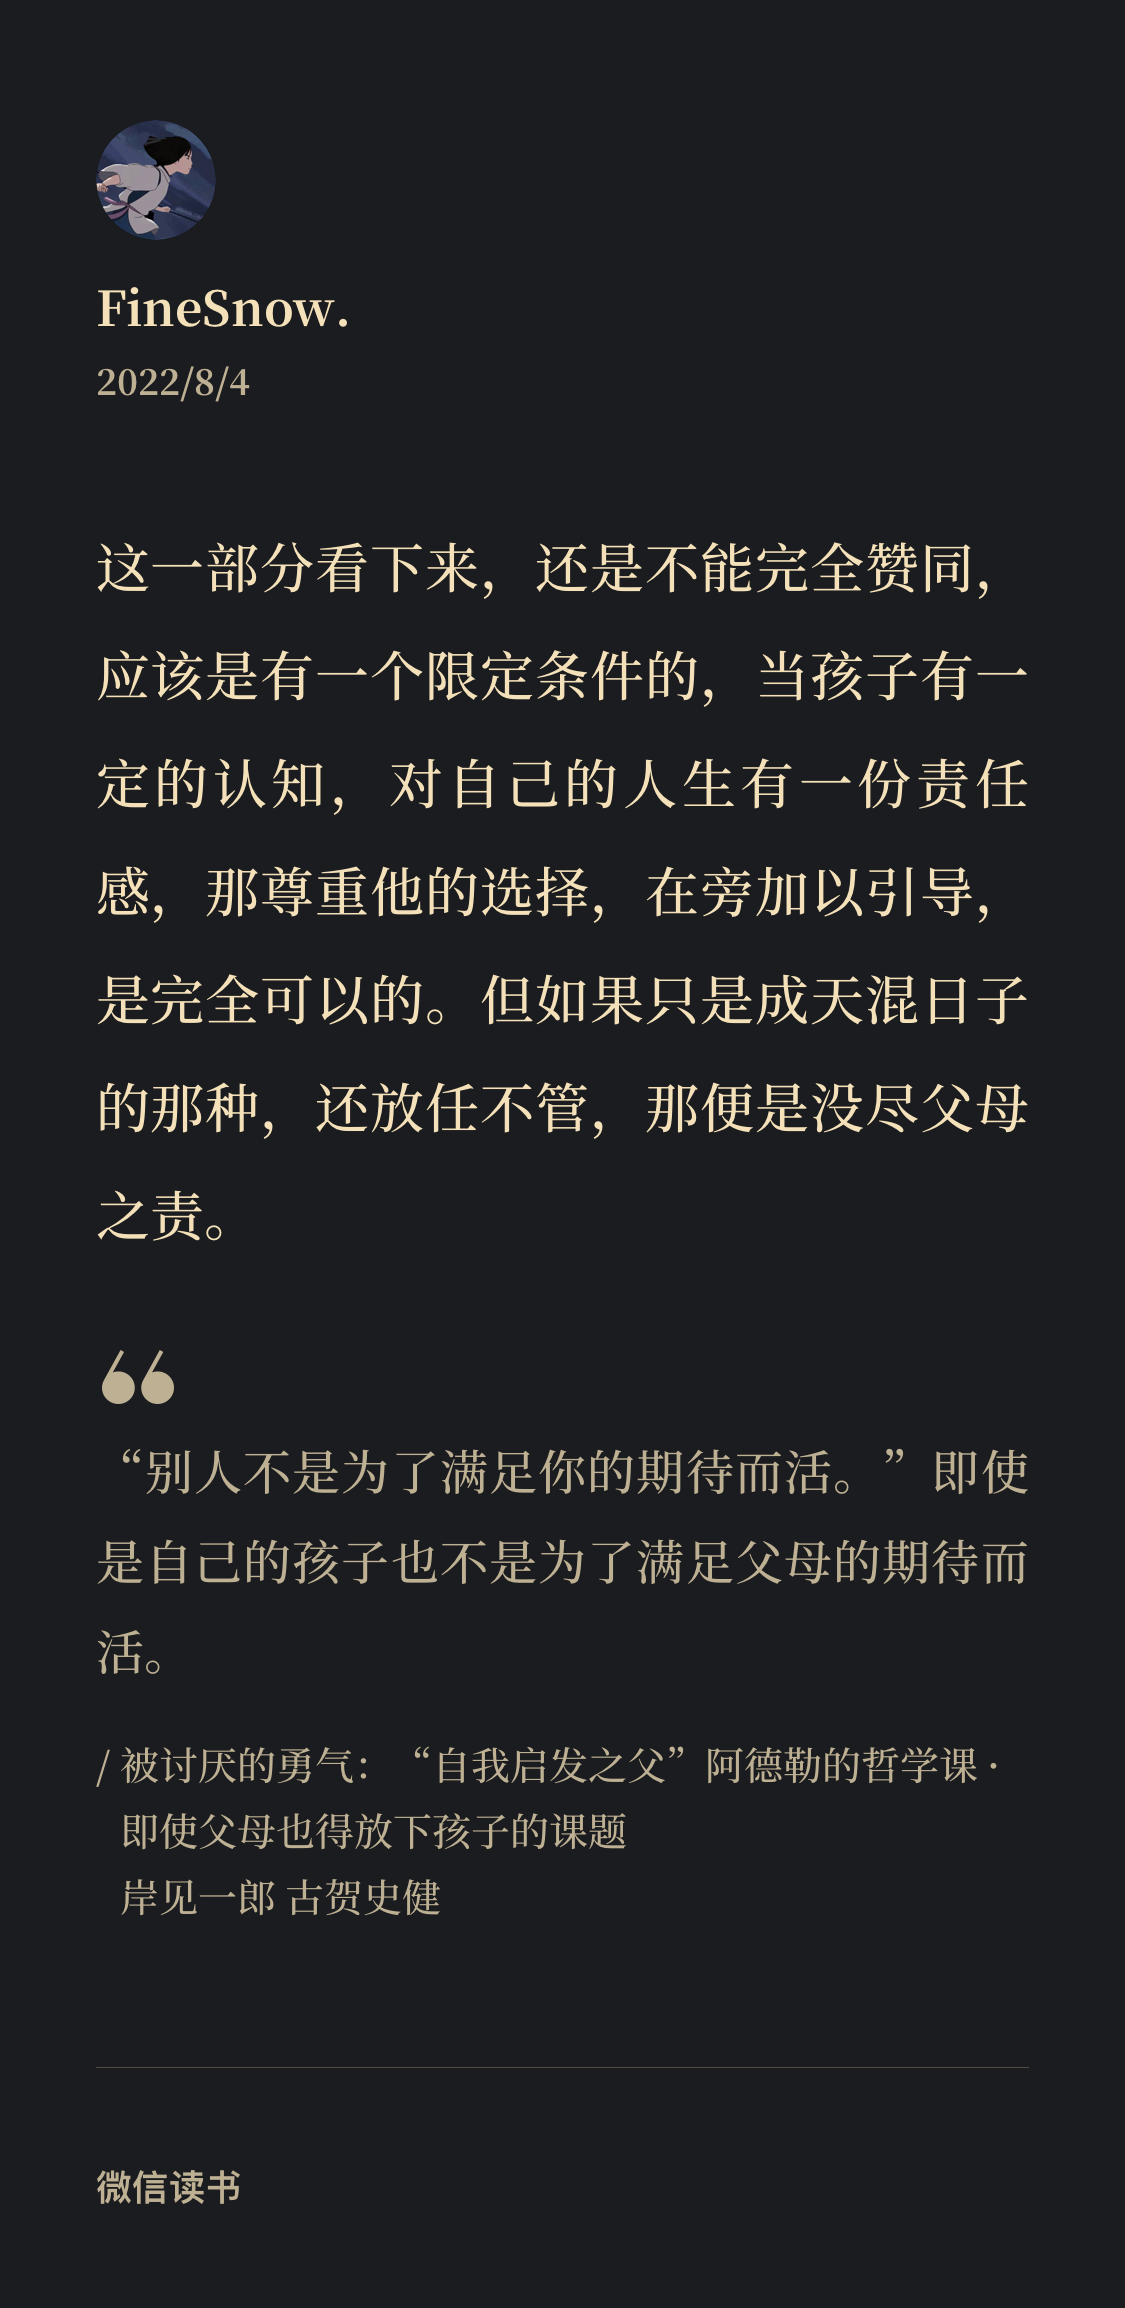 FineSnow.
2022/8/4
这一部分看下来，还是不能完全赞同，
应该是有一个限定条件的，当孩子有一
定的认知，对自己的人生有一份责任
感，那尊重他的选择，在旁加以引导，
是完全可以的。但如果只是成天混日子
的那种，还放任不管，那便是没尽父母
之责。
“
“别人不是为了满足你的期待而活。”即使
是自己的孩子也不是为了满足父母的期待而
活。
/ 被讨厌的勇气：“自我启发之父”阿德勒的哲学课 ·
即使父母也得放下孩子的课题
岸见一郎 古贺史健
微信读书